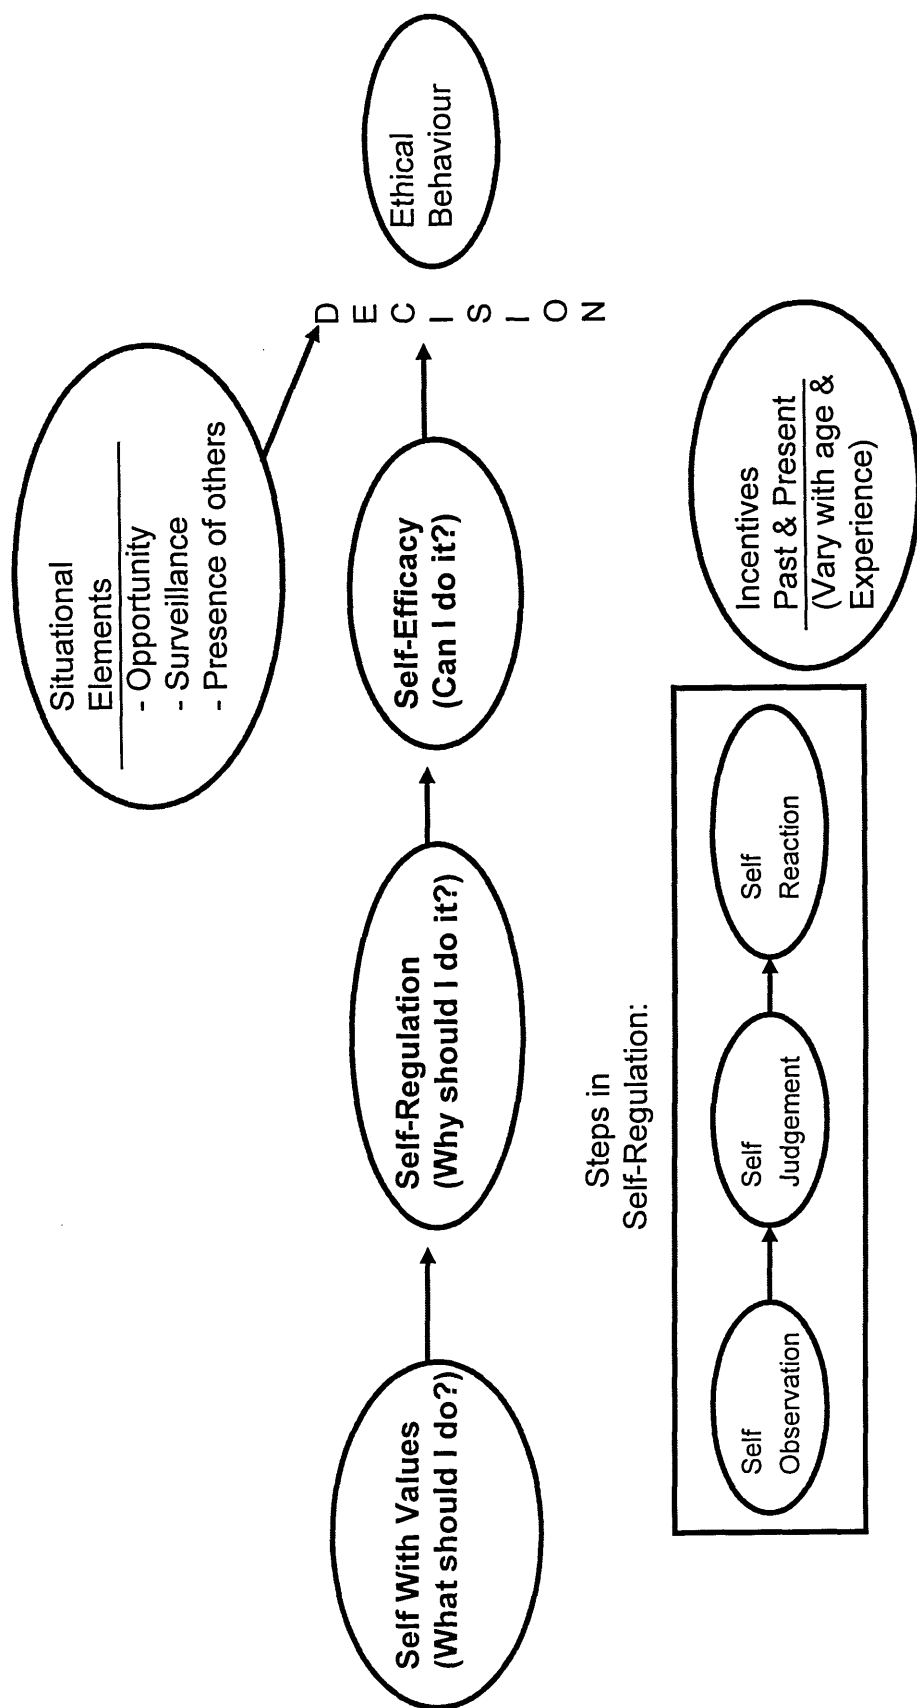 Situational
Elements
- Opportunity
- Surveillance
- Presence of others
Self With Values
(What should I do?)
Self-Regulation
(Why should I do it?)
Self-Efficacy
(Can I do it?)
DECISION
Ethical
Behaviour
Steps in
Self-Regulation:
Self
Observation
Self
Judgement
Self
Reaction
Incentives
Past & Present
(Vary with age &
Experience)